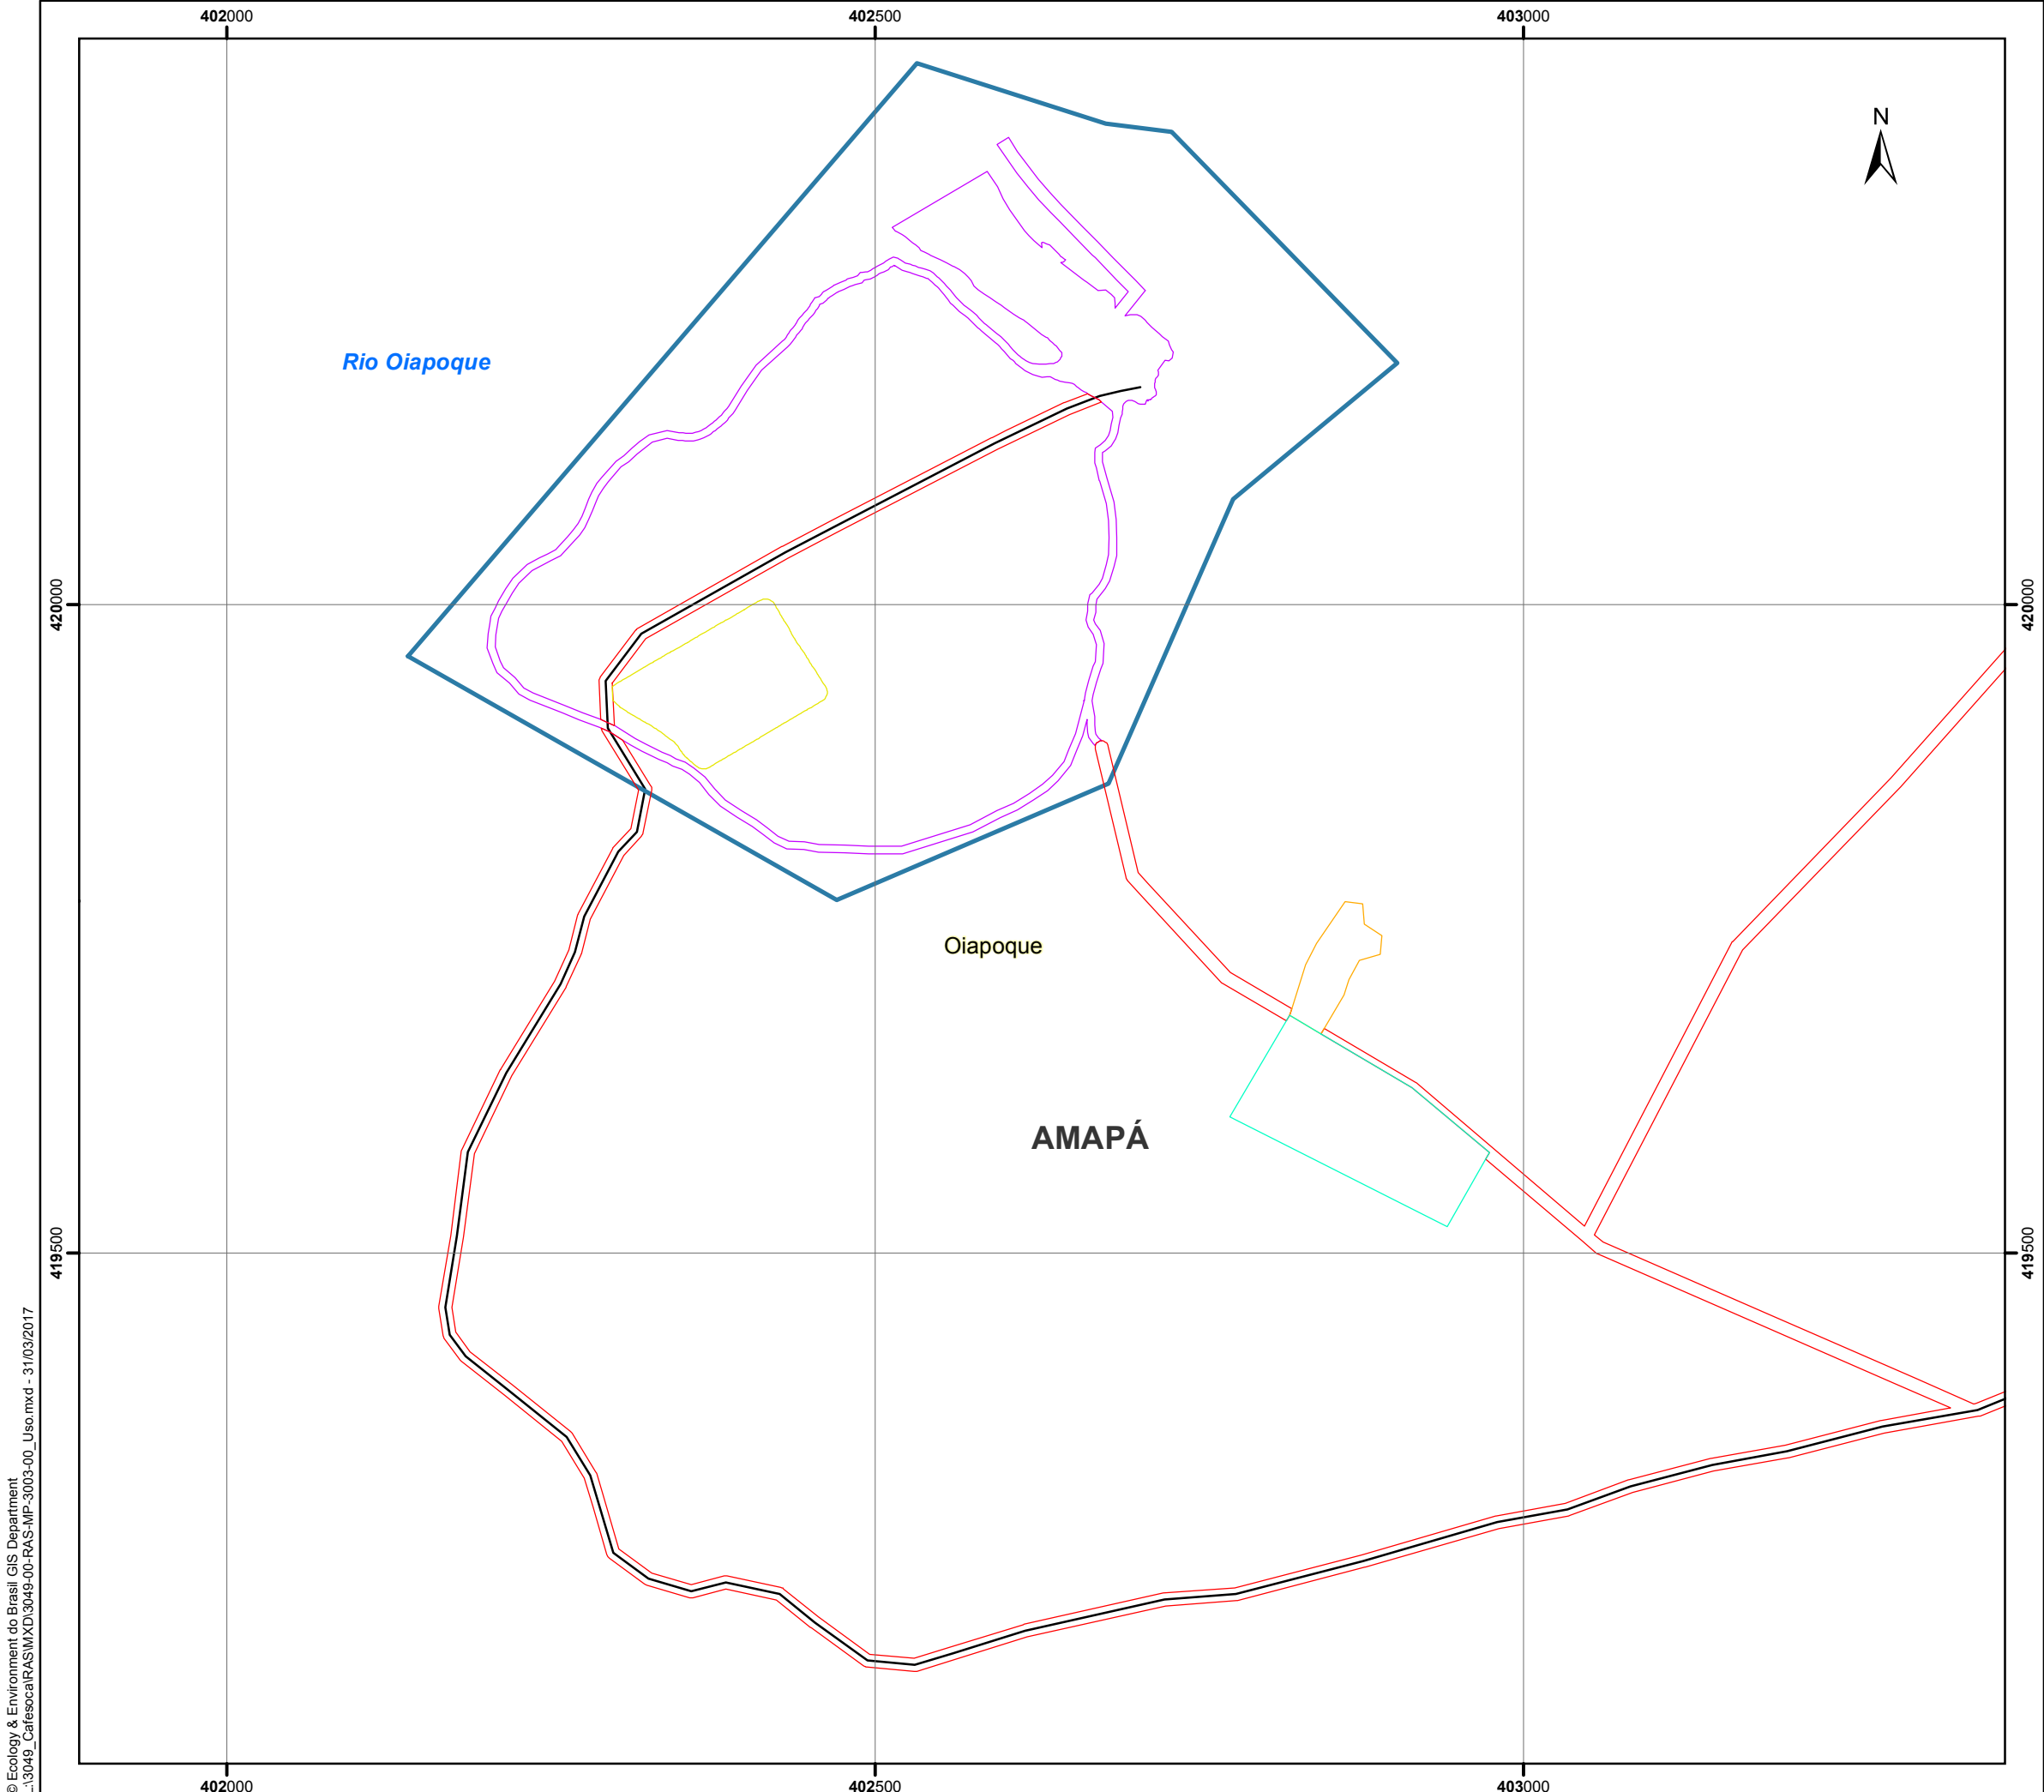 402000
402500
403000
N
Rio Oiapoque
420000
420000
Oiapoque
AMAPÁ
419500
419500
© Ecology & Environment do Brasil GIS Department
L:\3049_Cafesoca\RAS\MXD\3049-00-RAS-MP-3003-00_Uso.mxd - 31/03/2017
402000
402500
403000